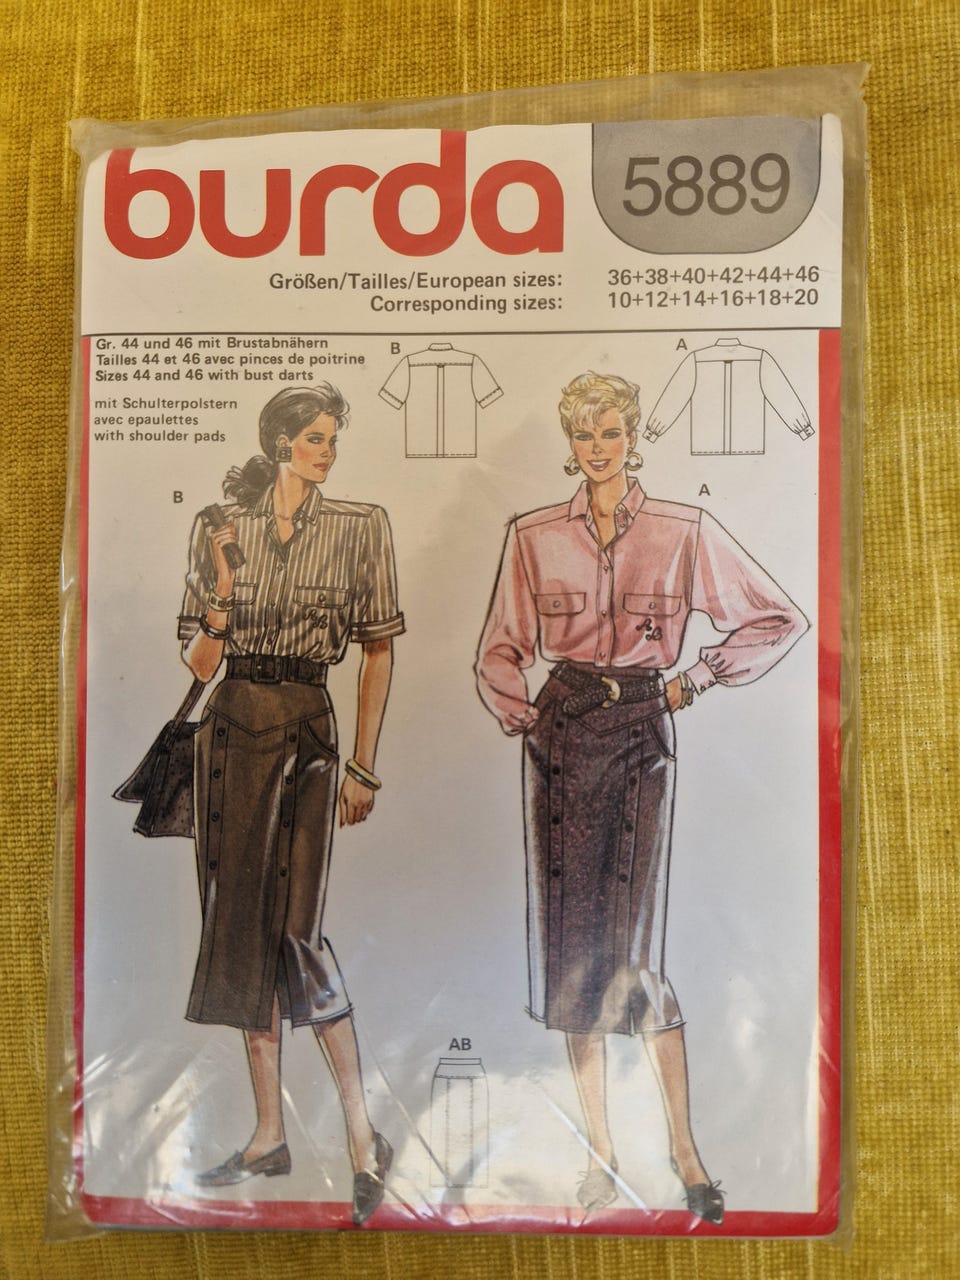 burda
5889
Größen/Tailles/European sizes: 36+38+40+42+44+46
Corresponding sizes: 10+12+14+16+18+20
Gr. 44 und 46 mit Brustabnähern
Tailles 44 et 46 avec pinces de poitrine
Sizes 44 and 46 with bust darts
mit Schulterpolstern
avec epaulettes
with shoulder pads
B
A
B
A
AB
AB
AB